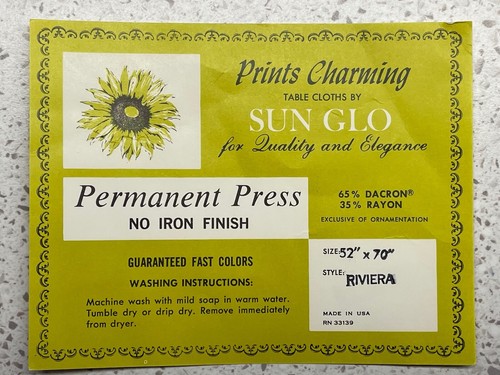 Prints Charming
TABLE CLOTHS BY
SUN GLO
for Quality and Elegance
Permanent Press
NO IRON FINISH
65% DACRON®
35% RAYON
EXCLUSIVE OF ORNAMENTATION
GUARANTEED FAST COLORS
WASHING INSTRUCTIONS:
Machine wash with mild soap in warm water.
Tumble dry or drip dry. Remove immediately
from dryer.
SIZE: 52" x 70"
STYLE: RIVIERA
MADE IN USA
RN 33139